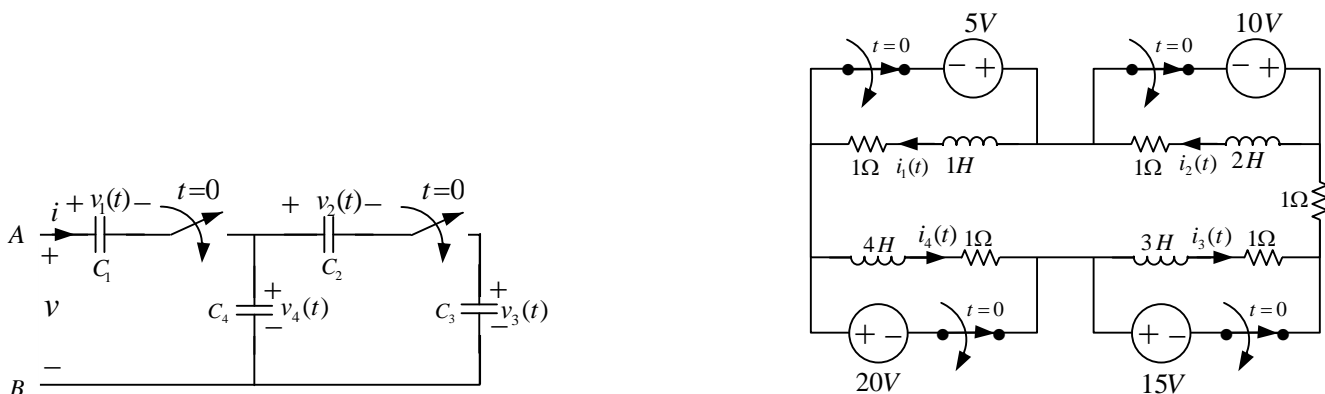 5V
10V
t=0
t=0
− +
− +
1Ω
i₁(t)
1H
1Ω
i₂(t)
2H
1Ω
4H
i₄(t)
1Ω
3H
i₃(t)
1Ω
+ −
t=0
+ −
t=0
20V
15V
A
i
+ v₁(t) −
t=0
+ v₂(t) −
t=0
+
C₁
C₂
v
C₄
+
v₄(t)
−
C₃
+
v₃(t)
−
−
B